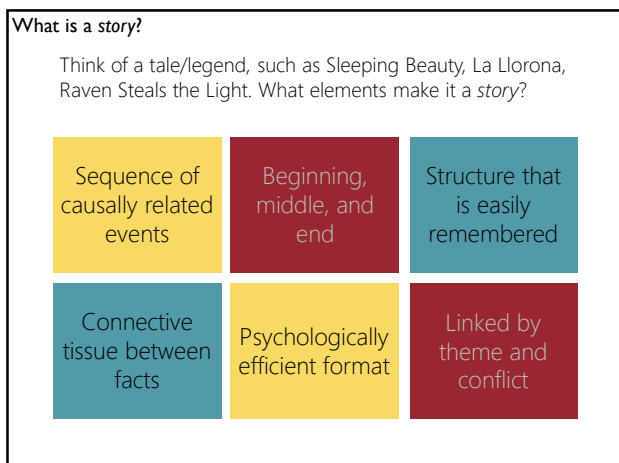 What is a story?
Think of a tale/legend, such as Sleeping Beauty, La Llorona,
Raven Steals the Light. What elements make it a story?
Sequence of
causally related
events
Beginning,
middle, and
end
Structure that
is easily
remembered
Connective
tissue between
facts
Psychologically
efficient format
Linked by
theme and
conflict